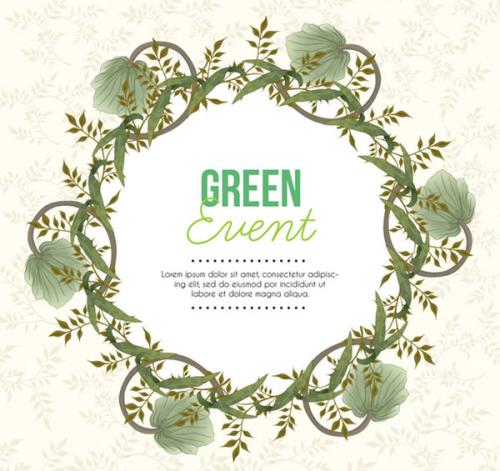 GREEN
Event
Lorem ipsum dolor sit amet, consectetur adipisc-
ing elit, sed do eiusmod tempor incididunt ut
labore et dolore magna aliqua.